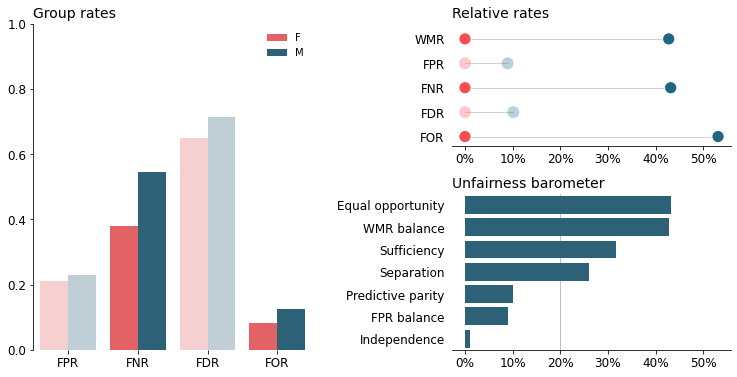 Group rates
1.0
0.8
0.6
0.4
0.2
0.0
FPR
FNR
FDR
FOR
F
M
Relative rates
WMR
FPR
FNR
FDR
FOR
0%
10%
20%
30%
40%
50%
Unfairness barometer
Equal opportunity
WMR balance
Sufficiency
Separation
Predictive parity
FPR balance
Independence
0%
10%
20%
30%
40%
50%